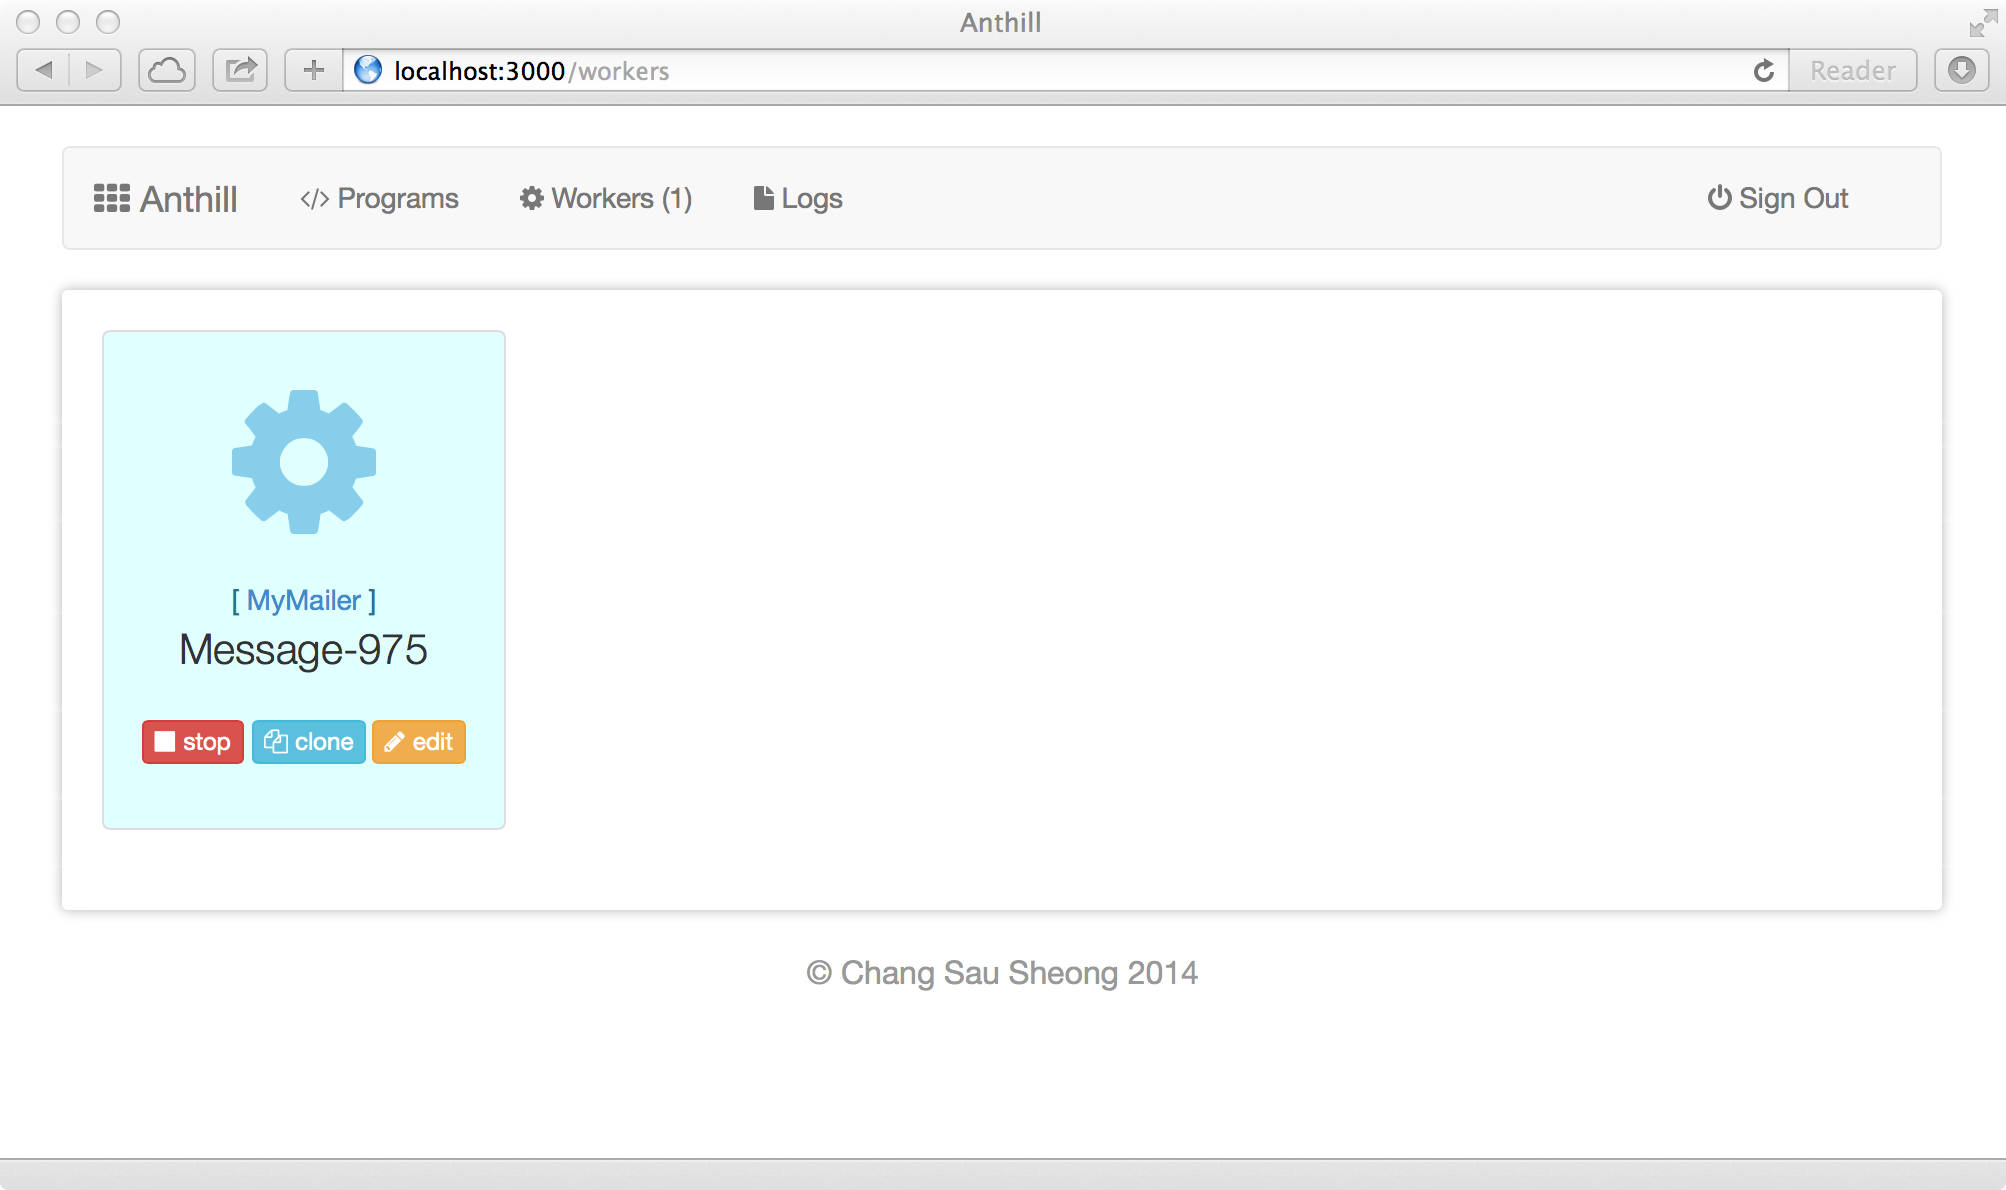 Anthill
localhost:3000/workers
Reader
Anthill
Programs
Workers (1)
Logs
Sign Out
[ MyMailer ]
Message-975
stop
clone
edit
© Chang Sau Sheong 2014